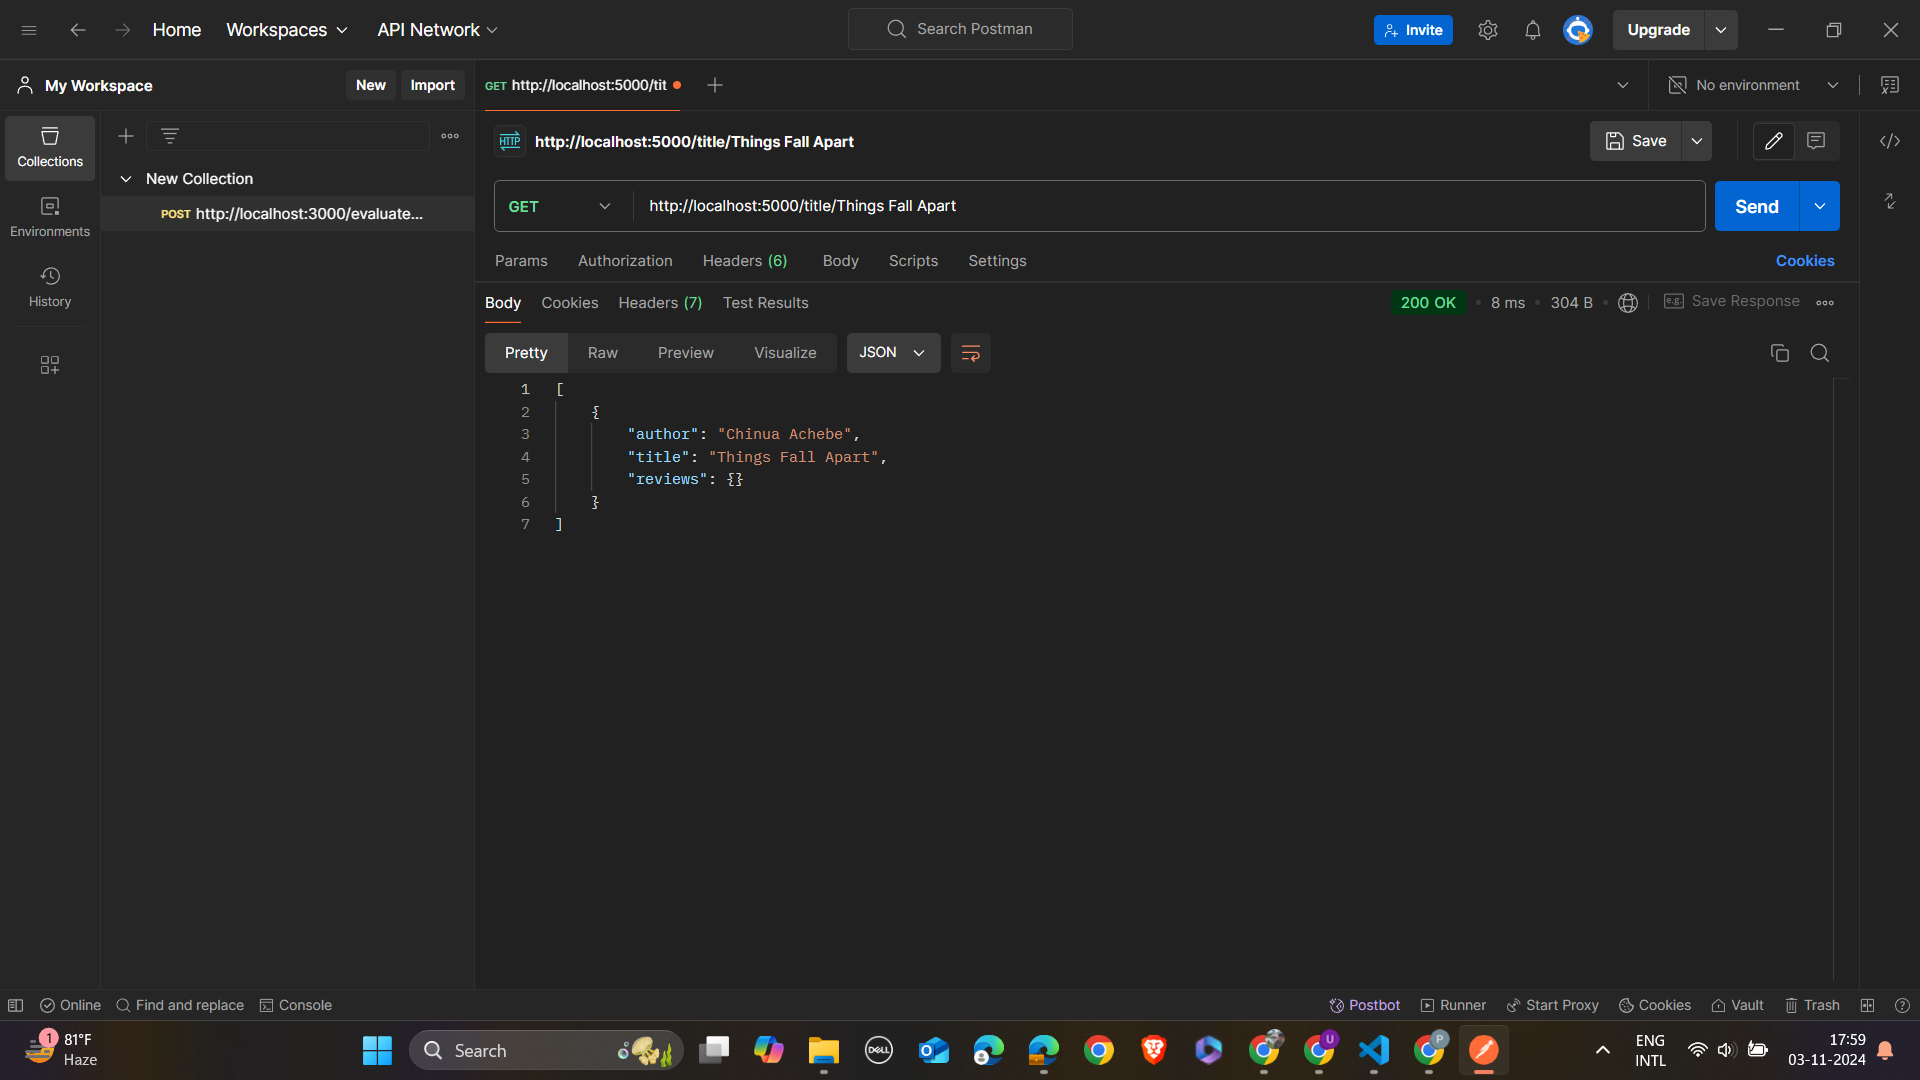 Home Workspaces API Network Search Postman Invite Upgrade
My Workspace New Import GET http://localhost:5000/tit No environment
Collections
Environments
History
New Collection
POST http://localhost:3000/evaluate...
HTTP http://localhost:5000/title/Things Fall Apart Save
GET http://localhost:5000/title/Things Fall Apart Send
Params Authorization Headers (6) Body Scripts Settings Cookies
Body Cookies Headers (7) Test Results 200 OK • 8 ms • 304 B • e.g. Save Response
Pretty Raw Preview Visualize JSON
1 [
2 {
3 "author": "Chinua Achebe",
4 "title": "Things Fall Apart",
5 "reviews": {}
6 }
7 ]
Online Find and replace Console Postbot Runner Start Proxy Cookies Vault Trash
1 81°F
Haze
Search
DELL
U
P
ENG
INTL
17:59
03-11-2024